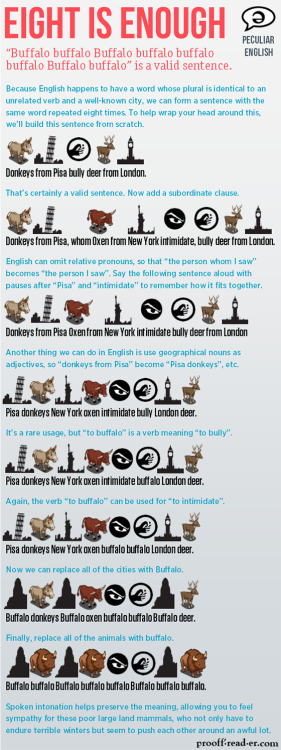 EIGHT IS ENOUGH
PECULIAR
ENGLISH
“Buffalo buffalo Buffalo buffalo buffalo
buffalo Buffalo buffalo” is a valid sentence.
Because English happens to have a word whose plural is identical to an
unrelated verb and a well-known city, we can form a sentence with the
same word repeated eight times. To help wrap your head around this,
we’ll build this sentence from scratch.
Donkeys from Pisa bully deer from London.
That’s certainly a valid sentence. Now add a subordinate clause.
Donkeys from Pisa, whom Oxen from New York intimidate, bully deer from London.
English can omit relative pronouns, so that “the person whom I saw”
becomes “the person I saw”. Say the following sentence aloud with
pauses after “Pisa” and “intimidate” to remember how it fits together.
Donkeys from Pisa Oxen from New York intimidate bully deer from London
Another thing we can do in English is use geographical nouns as
adjectives, so “donkeys from Pisa” become “Pisa donkeys”, etc.
Pisa donkeys New York oxen intimidate bully London deer.
It’s a rare usage, but “to buffalo” is a verb meaning “to bully”.
Pisa donkeys New York oxen intimidate buffalo London deer.
Again, the verb “to buffalo” can be used for “to intimidate”.
Pisa donkeys New York oxen buffalo buffalo London deer.
Now we can replace all of the cities with Buffalo.
Buffalo donkeys Buffalo oxen buffalo buffalo Buffalo deer.
Finally, replace all of the animals with buffalo.
Buffalo buffalo Buffalo buffalo buffalo buffalo Buffalo buffalo.
Spoken intonation helps preserve the meaning, allowing you to feel
sympathy for these poor large land mammals, who not only have to
endure terrible winters but seem to push each other around an awful lot.
prooff-read-er.com